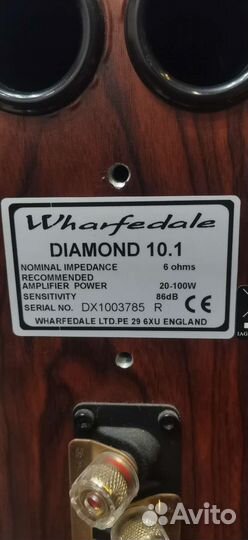 Wharfedale
DIAMOND 10.1
NOMINAL IMPEDANCE 6 ohms
RECOMMENDED
AMPLIFIER POWER 20-100W
SENSITIVITY 86dB
SERIAL NO. DX1003785 R CE
WHARFEDALE LTD.PE 29 6XU ENGLAND
IAG
Avito